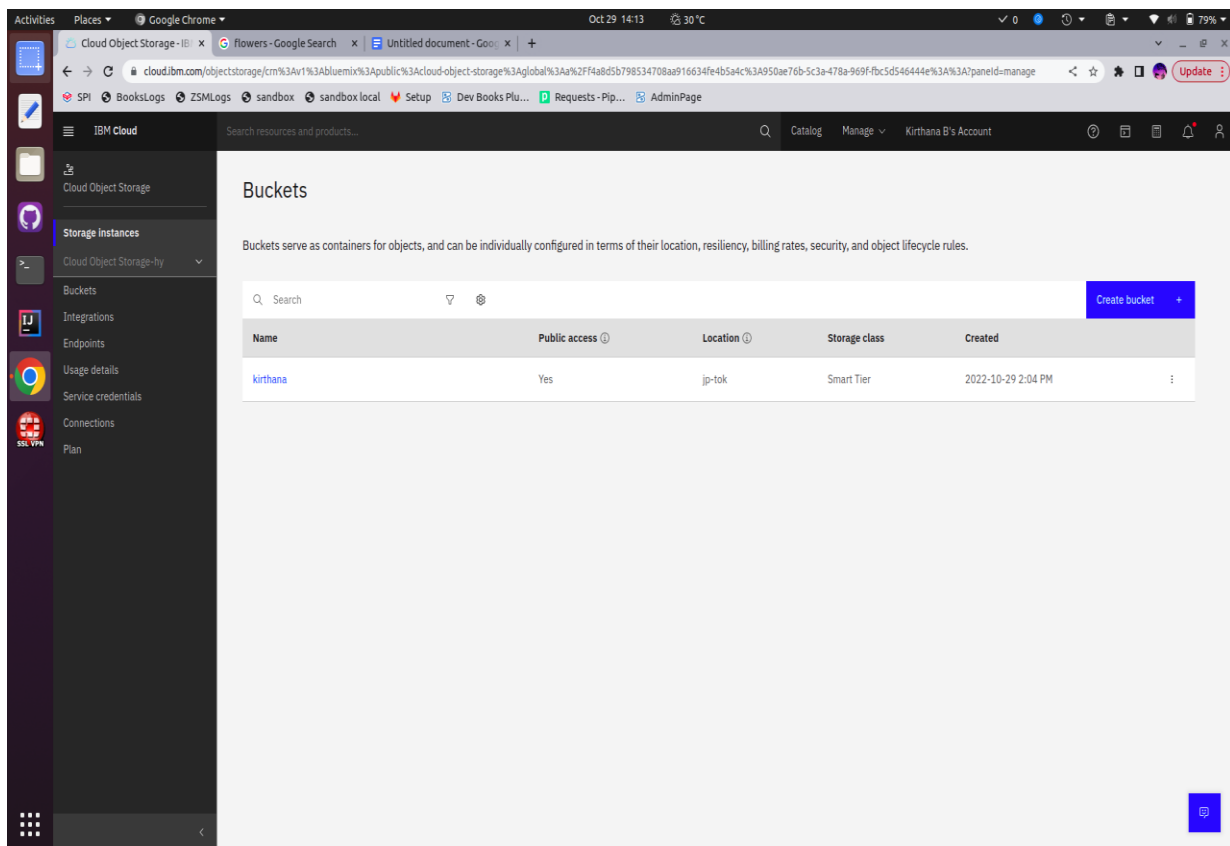 Activities Places Google Chrome Oct 29 14:13 30 °C 0 79%
Cloud Object Storage - IB flowers - Google Search Untitled document - Goog
cloud.ibm.com/objectstorage/crn%3Av1%3Abluemix%3Apublic%3Acloud-object-storage%3Aglobal%3Aa%2Ff4a8d5b798534708aa916634fe4b5a4c%3A950ae76b-5c3a-478a-969f-fbc5d546444e%3A%3A?paneId=manage Update
SPI BooksLogs ZSMLogs sandbox sandbox local Setup Dev Books Plu... Requests - Pip... AdminPage
IBM Cloud Search resources and products... Catalog Manage Kirthana B's Account
Cloud Object Storage
Buckets
Storage instances
Buckets serve as containers for objects, and can be individually configured in terms of their location, resiliency, billing rates, security, and object lifecycle rules.
Cloud Object Storage-hy
Buckets
Search Create bucket +
Integrations
Name Public access Location Storage class Created
Endpoints
Usage details
kirthana Yes jp-tok Smart Tier 2022-10-29 2:04 PM
Service credentials
Connections
Plan
SSL VPN
IJ